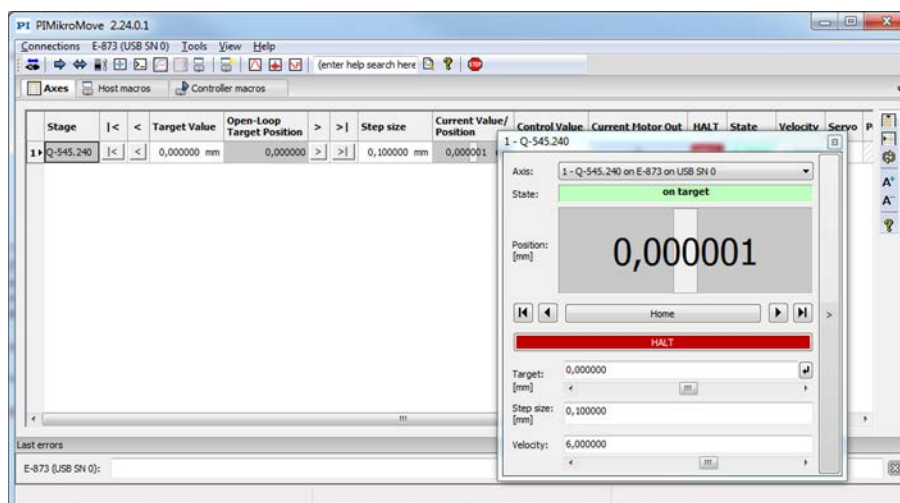 PI PIMikroMove 2.24.0.1
Connections E-873 (USB SN 0) Tools View Help
(enter help search here STOP
Axes Host macros Controller macros
Stage |< < Target Value Open-Loop Target Position > >| Step size Current Value/ Position Control Value Current Motor Out HALT State Velocity Servo
1 Q-545.240 |< < 0,000000 mm 0,000000 > >| 0,100000 mm 0,000001
1 - Q-545.240
Axis: 1 - Q-545.240 on E-873 on USB SN 0
State: on target
Position: [mm] 0,000001
Home
HALT
Target: [mm] 0,000000
Step size: [mm] 0,100000
Velocity: 6,000000
A+
A-
Last errors
E-873 (USB SN 0):